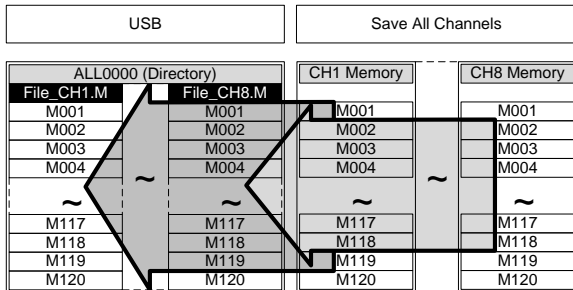 USB Save All Channels
ALL0000 (Directory) CH1 Memory CH8 Memory
File_CH1.M File_CH8.M
M001 M001 M001 M001
M002 M002 M002 M002
M003 M003 M003 M003
M004 M004 M004 M004
~ ~ ~ ~ ~ ~
M117 M117 M117 M117
M118 M118 M118 M118
M119 M119 M119 M119
M120 M120 M120 M120